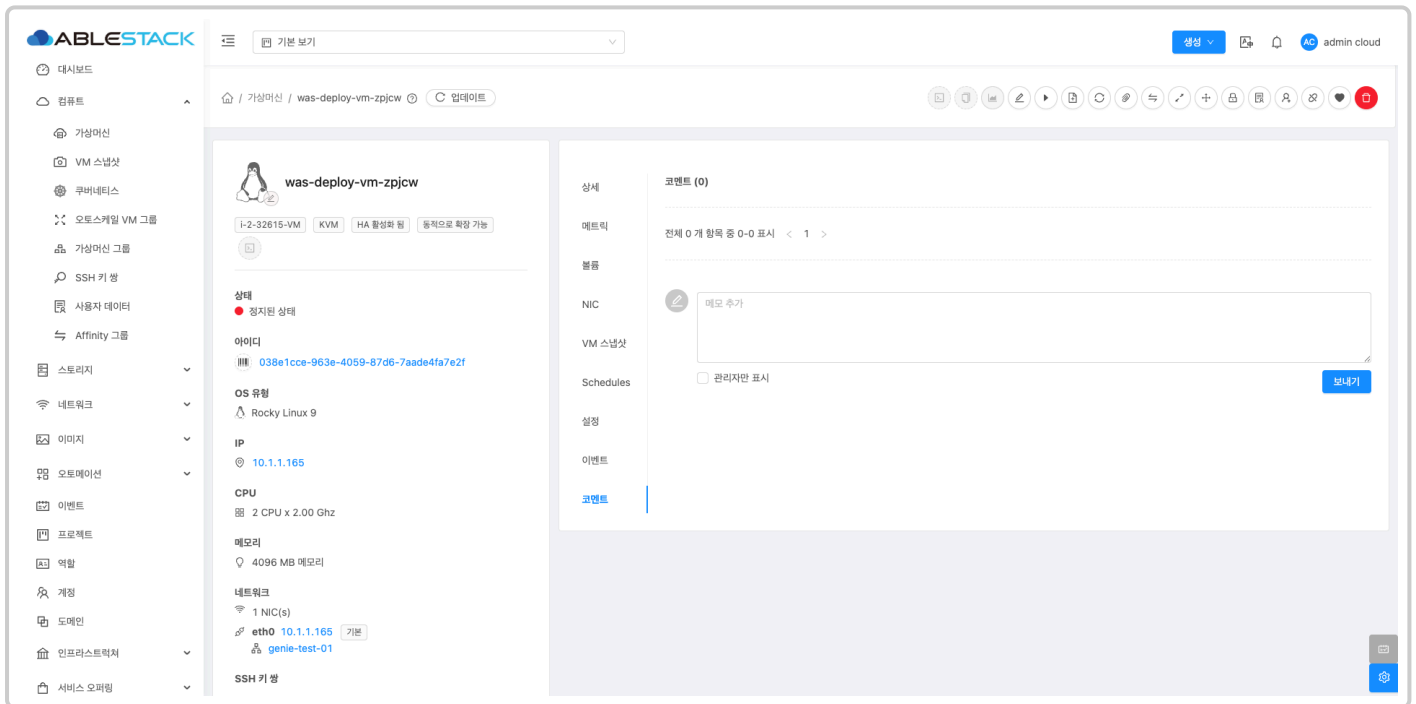 ABLESTACK
기본 보기
생성
AC admin cloud
대시보드
컴퓨트
가상머신
VM 스냅샷
쿠버네티스
오토스케일 VM 그룹
가상머신 그룹
SSH 키 쌍
사용자 데이터
Affinity 그룹
스토리지
네트워크
이미지
오토메이션
이벤트
프로젝트
역할
계정
도메인
인프라스트럭쳐
서비스 오퍼링
/ 가상머신 / was-deploy-vm-zpjcw
업데이트
was-deploy-vm-zpjcw
i-2-32615-VM KVM HA 활성화 됨 동적으로 확장 가능
상태
정지된 상태
아이디
038e1cce-963e-4059-87d6-7aade4fa7e2f
OS 유형
Rocky Linux 9
IP
10.1.1.165
CPU
2 CPU x 2.00 Ghz
메모리
4096 MB 메모리
네트워크
1 NIC(s)
eth0 10.1.1.165 기본
genie-test-01
SSH 키 쌍
상세
메트릭
볼륨
NIC
VM 스냅샷
Schedules
설정
이벤트
코멘트
코멘트 (0)
전체 0 개 항목 중 0-0 표시 < 1 >
메모 추가
관리자만 표시
보내기